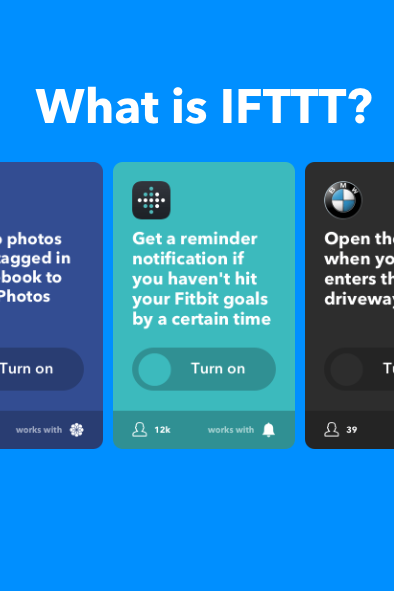 What is IFTTT?
photos
tagged in
book to
Photos
Turn on
works with
Get a reminder
notification if
you haven't hit
your Fitbit goals
by a certain time
Turn on
12k
works with
BMW
Open the
when yo
enters th
driveway
T
39